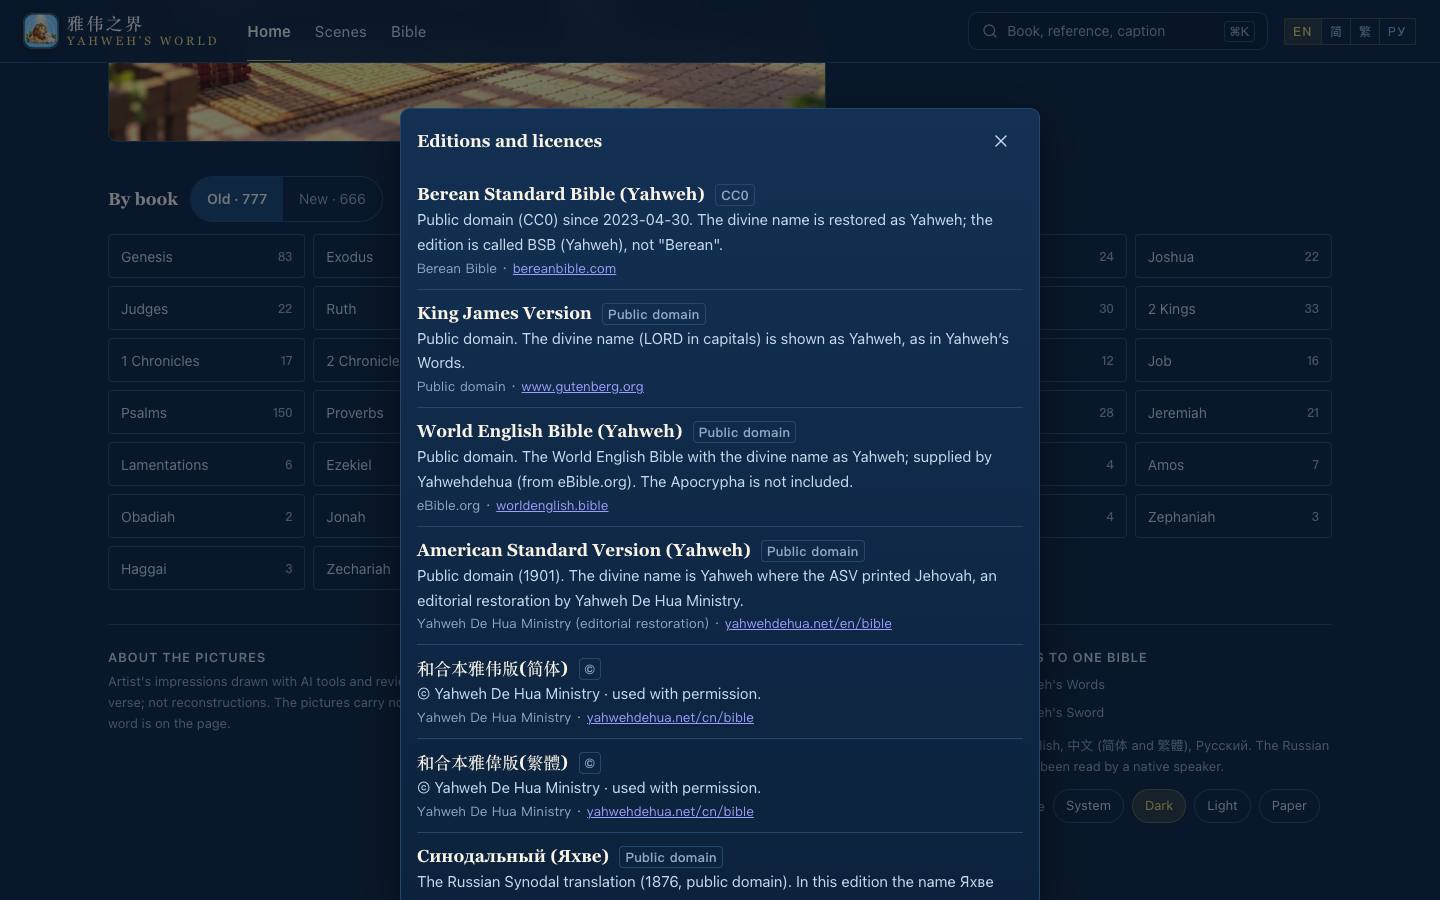 雅伟之界
YAHWEH'S WORLD
Home
Scenes
Bible
Book, reference, caption
⌘K
EN
简
繁
РУ
Editions and licences
Berean Standard Bible (Yahweh) CC0
Public domain (CC0) since 2023-04-30. The divine name is restored as Yahweh; the
edition is called BSB (Yahweh), not "Berean".
Berean Bible · bereanbible.com
King James Version Public domain
Public domain. The divine name (LORD in capitals) is shown as Yahweh, as in Yahweh’s
Words.
Public domain · www.gutenberg.org
World English Bible (Yahweh) Public domain
Public domain. The World English Bible with the divine name as Yahweh; supplied by
Yahwehdehua (from eBible.org). The Apocrypha is not included.
eBible.org · worldenglish.bible
American Standard Version (Yahweh) Public domain
Public domain (1901). The divine name is Yahweh where the ASV printed Jehovah, an
editorial restoration by Yahweh De Hua Ministry.
Yahweh De Hua Ministry (editorial restoration) · yahwehdehua.net/en/bible
和合本雅伟版(简体) ©
© Yahweh De Hua Ministry · used with permission.
Yahweh De Hua Ministry · yahwehdehua.net/cn/bible
和合本雅偉版(繁體) ©
© Yahweh De Hua Ministry · used with permission.
Yahweh De Hua Ministry · yahwehdehua.net/cn/bible
Синодальный (Яхве) Public domain
The Russian Synodal translation (1876, public domain). In this edition the name Яхве
By book
Old · 777
New · 666
Genesis 83
Exodus
24
Joshua 22
Judges 22
Ruth
30
2 Kings 33
1 Chronicles 17
2 Chronicle
12
Job 16
Psalms 150
Proverbs
28
Jeremiah 21
Lamentations 6
Ezekiel
4
Amos 7
Obadiah 2
Jonah
4
Zephaniah 3
Haggai 3
Zechariah
ABOUT THE PICTURES
Artist's impressions drawn with AI tools and
verse; not reconstructions. The pictures carry
word is on the page.
TO ONE BIBLE
Words
Sword
中文 (简体 and 繁體), Русский. The Russian
been read by a native speaker.
System
Dark
Light
Paper